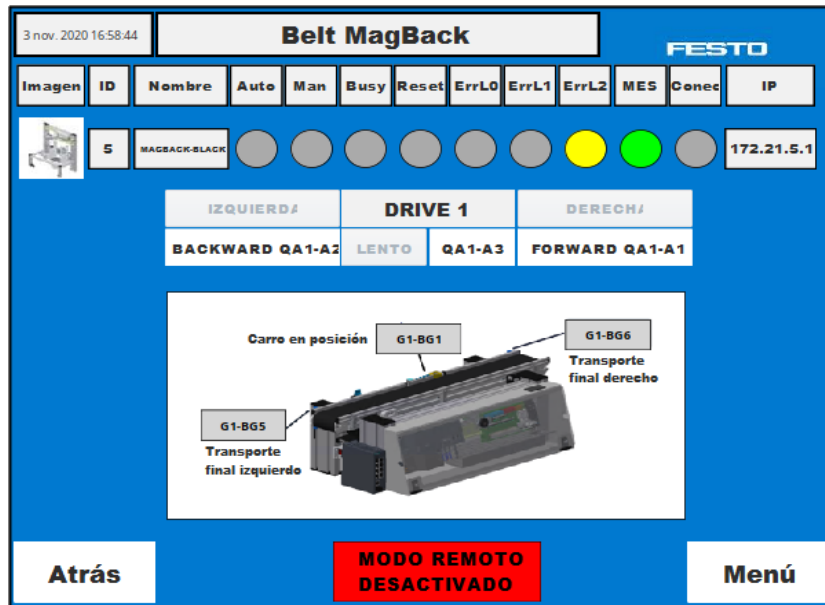 3 nov. 2020 16:58:44
Belt MagBack
FESTO
Imagen ID Nombre Auto Man Busy Reset ErrL0 ErrL1 ErrL2 MES Conec IP
5 MAGBACK-BLACK 172.21.5.1
IZQUIERDA DRIVE 1 DERECHA
BACKWARD QA1-A2 LENTO QA1-A3 FORWARD QA1-A1
Carro en posición G1-BG1 G1-BG6
Transporte
final derecho
G1-BG5
Transporte
final izquierdo
Atrás
MODO REMOTO
DESACTIVADO
Menú